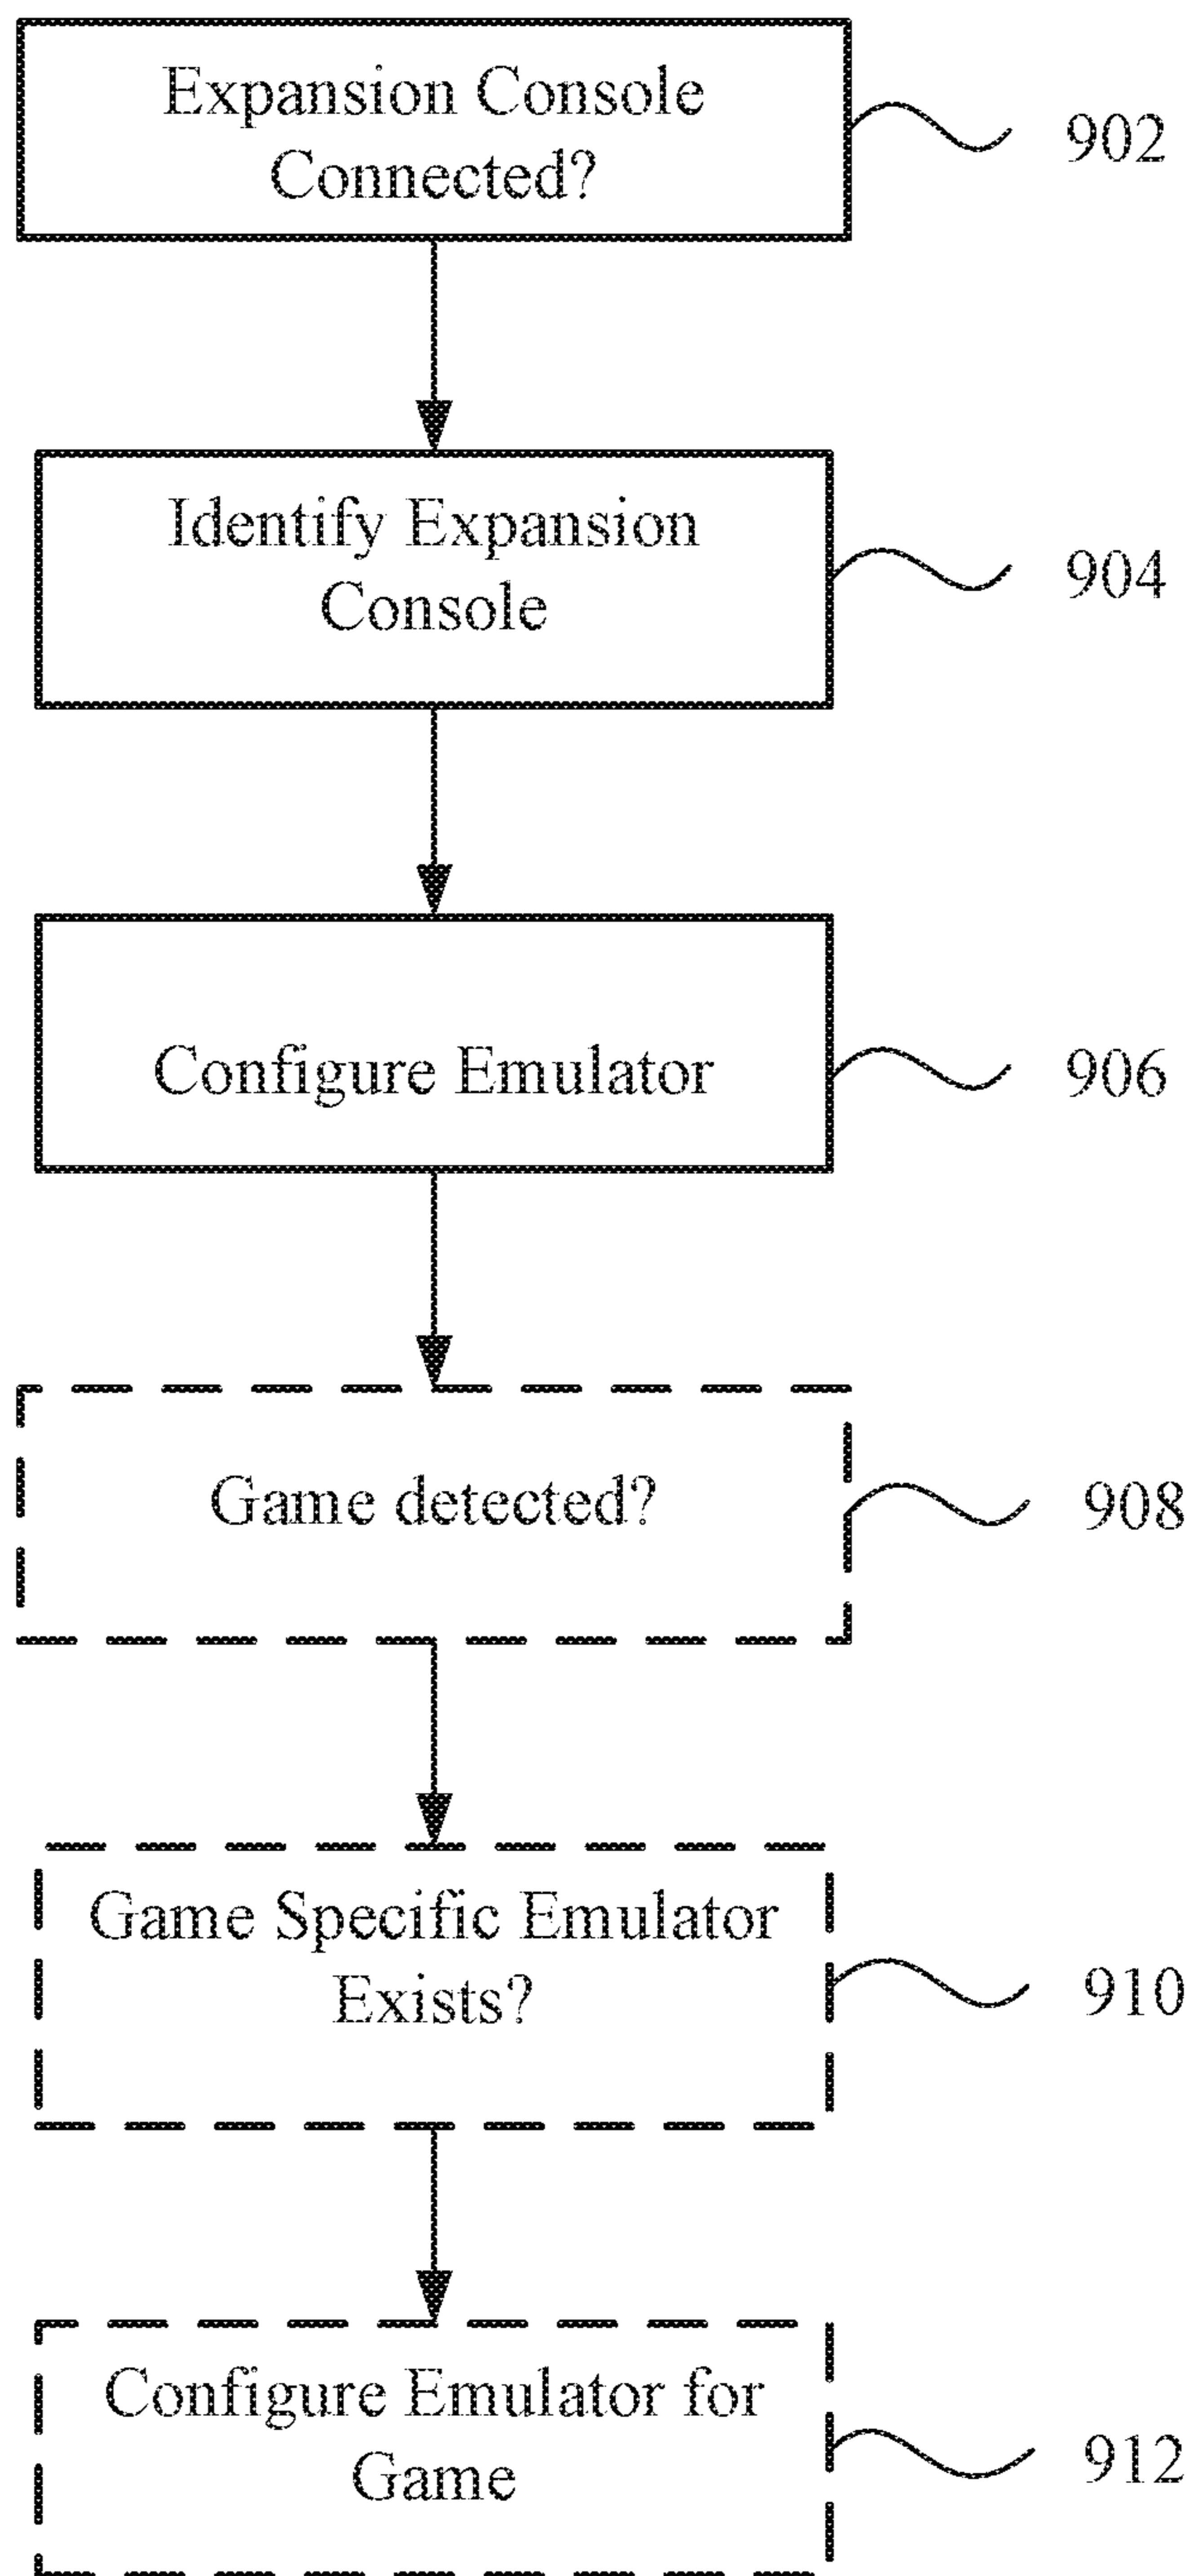 Expansion Console
Connected?
902
Identify Expansion
Console
904
Configure Emulator
906
Game detected?
908
Game Specific Emulator
Exists?
910
Configure Emulator for
Game
912